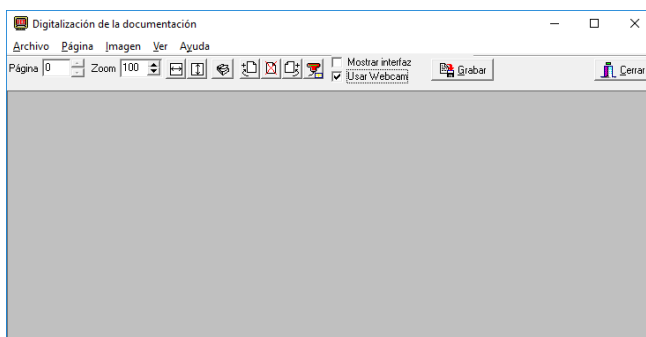 Digitalización de la documentación
Archivo Página Imagen Ver Ayuda
Página 0 Zoom 100 Mostrar interfaz
Usar Webcam Grabar Cerrar